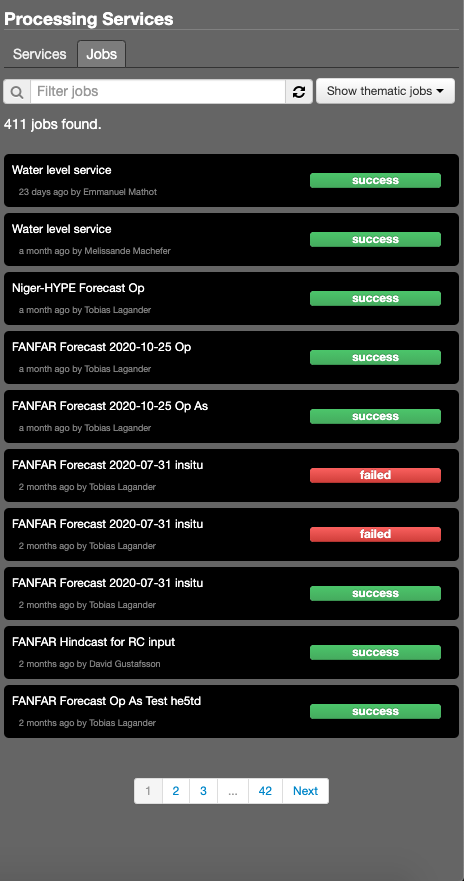 Processing Services
Services Jobs
Filter jobs Show thematic jobs
411 jobs found.
Water level service
success
23 days ago by Emmanuel Mathot
Water level service
success
a month ago by Melissande Machefer
Niger-HYPE Forecast Op
success
a month ago by Tobias Lagander
FANFAR Forecast 2020-10-25 Op
success
a month ago by Tobias Lagander
FANFAR Forecast 2020-10-25 Op As
success
a month ago by Tobias Lagander
FANFAR Forecast 2020-07-31 insitu
failed
2 months ago by Tobias Lagander
FANFAR Forecast 2020-07-31 insitu
failed
2 months ago by Tobias Lagander
FANFAR Forecast 2020-07-31 insitu
success
2 months ago by Tobias Lagander
FANFAR Hindcast for RC input
success
2 months ago by David Gustafsson
FANFAR Forecast Op As Test he5td
success
2 months ago by Tobias Lagander
1 2 3 ... 42 Next